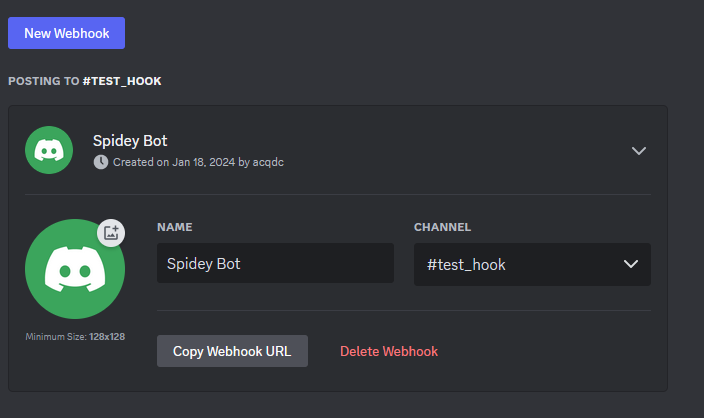 New Webhook
POSTING TO #TEST_HOOK
Spidey Bot
Created on Jan 18, 2024 by acqdc
NAME
CHANNEL
Spidey Bot
#test_hook
Minimum Size: 128x128
Copy Webhook URL
Delete Webhook